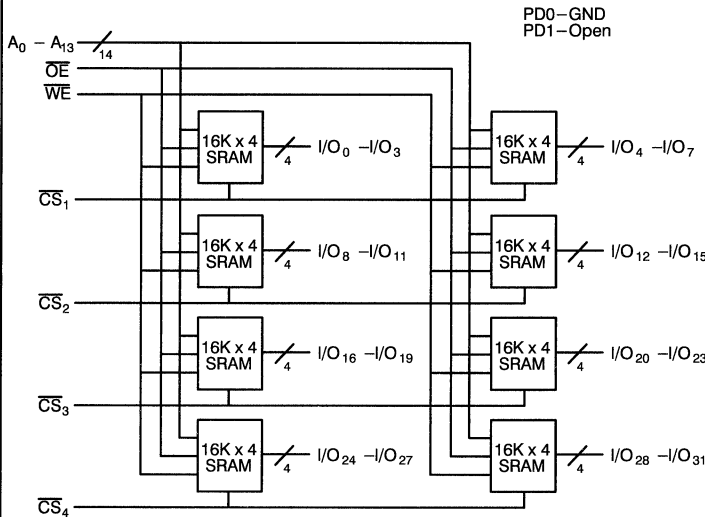 PD0-GND
PD1-Open
A0 - A13
14
OE
WE
16K x 4
SRAM
4
I/O0 -I/O3
16K x 4
SRAM
4
I/O4 -I/O7
CS1
16K x 4
SRAM
4
I/O8 -I/O11
16K x 4
SRAM
4
I/O12 -I/O15
CS2
16K x 4
SRAM
4
I/O16 -I/O19
16K x 4
SRAM
4
I/O20 -I/O23
CS3
16K x 4
SRAM
4
I/O24 -I/O27
16K x 4
SRAM
4
I/O28 -I/O31
CS4